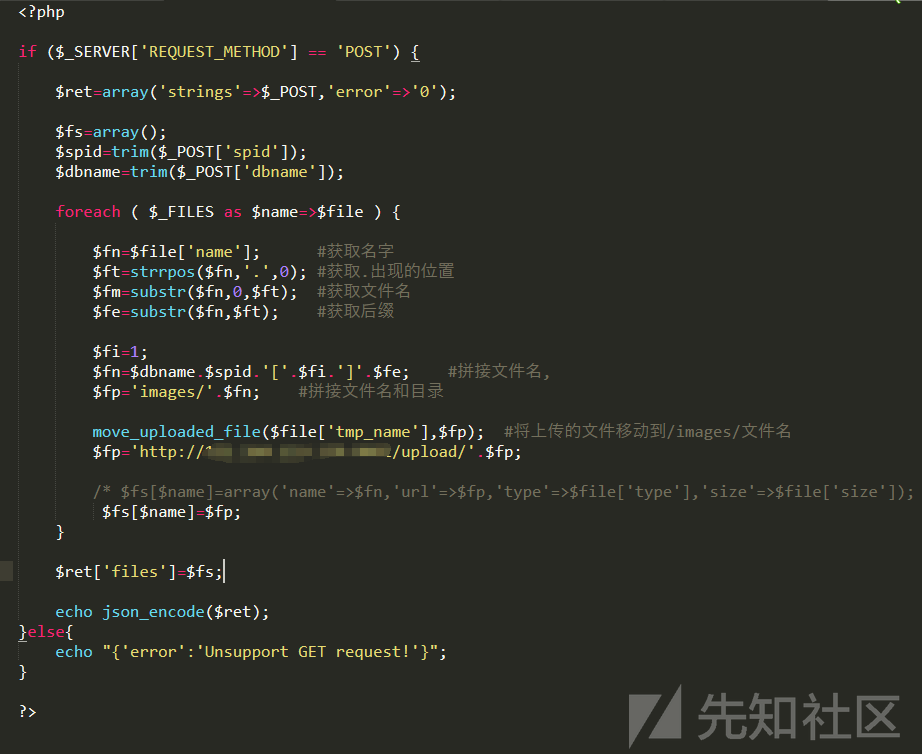 <?php
if ($_SERVER['REQUEST_METHOD'] == 'POST') {
$ret=array('strings'=>$_POST,'error'=>'0');
$fs=array();
$spid=trim($_POST['spid']);
$dbname=trim($_POST['dbname']);
foreach ( $_FILES as $name=>$file ) {
$fn=$file['name']; #获取名字
$ft=strrpos($fn,'.',0); #获取.出现的位置
$fm=substr($fn,0,$ft); #获取文件名
$fe=substr($fn,$ft); #获取后缀
$fi=1;
$fn=$dbname.$spid.'['.$fi.']'.$fe; #拼接文件名,
$fp='images/'.$fn; #拼接文件名和目录
move_uploaded_file($file['tmp_name'],$fp); #将上传的文件移动到/images/文件名
$fp='http:///upload/'.$fp;
/* $fs[$name]=array('name'=>$fn,'url'=>$fp,'type'=>$file['type'],'size'=>$file['size']);
$fs[$name]=$fp;
}
$ret['files']=$fs;
echo json_encode($ret);
}else{
echo "{'error':'Unsupport GET request!'}";
}
?>
先知社区